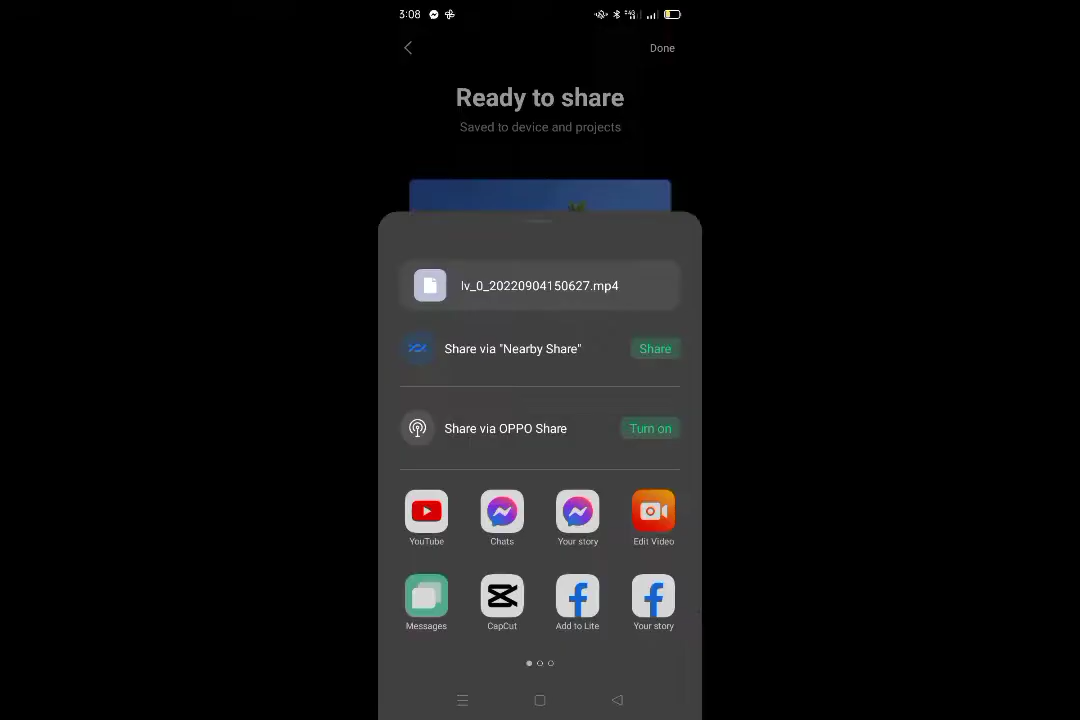 3:08
Done
Ready to share
Saved to device and projects
lv_0_20220904150627.mp4
Share via "Nearby Share"
Share
Share via OPPO Share
Turn on
YouTube
Chats
Your story
Edit Video
Messages
CapCut
Add to Lite
Your story